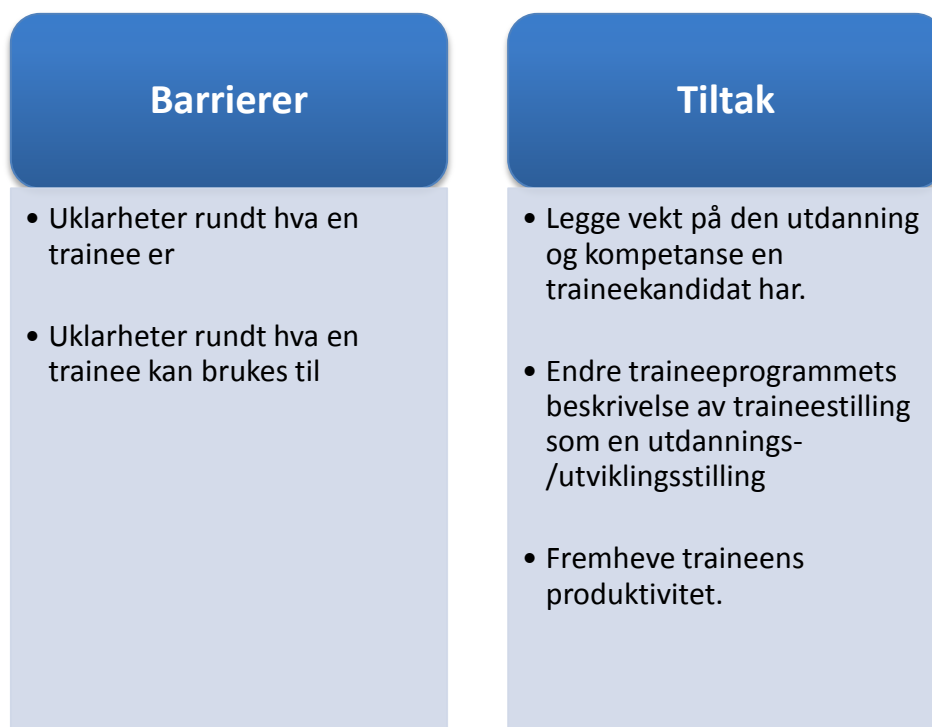 Barrierer
• Uklarheter rundt hva en
trainee er
• Uklarheter rundt hva en
trainee kan brukes til
Tiltak
• Legge vekt på den utdanning
og kompetanse en
traineekandidat har.
• Endre traineeprogrammets
beskrivelse av traineestilling
som en utdannings-
/utviklingsstilling
• Fremheve traineens
produktivitet.